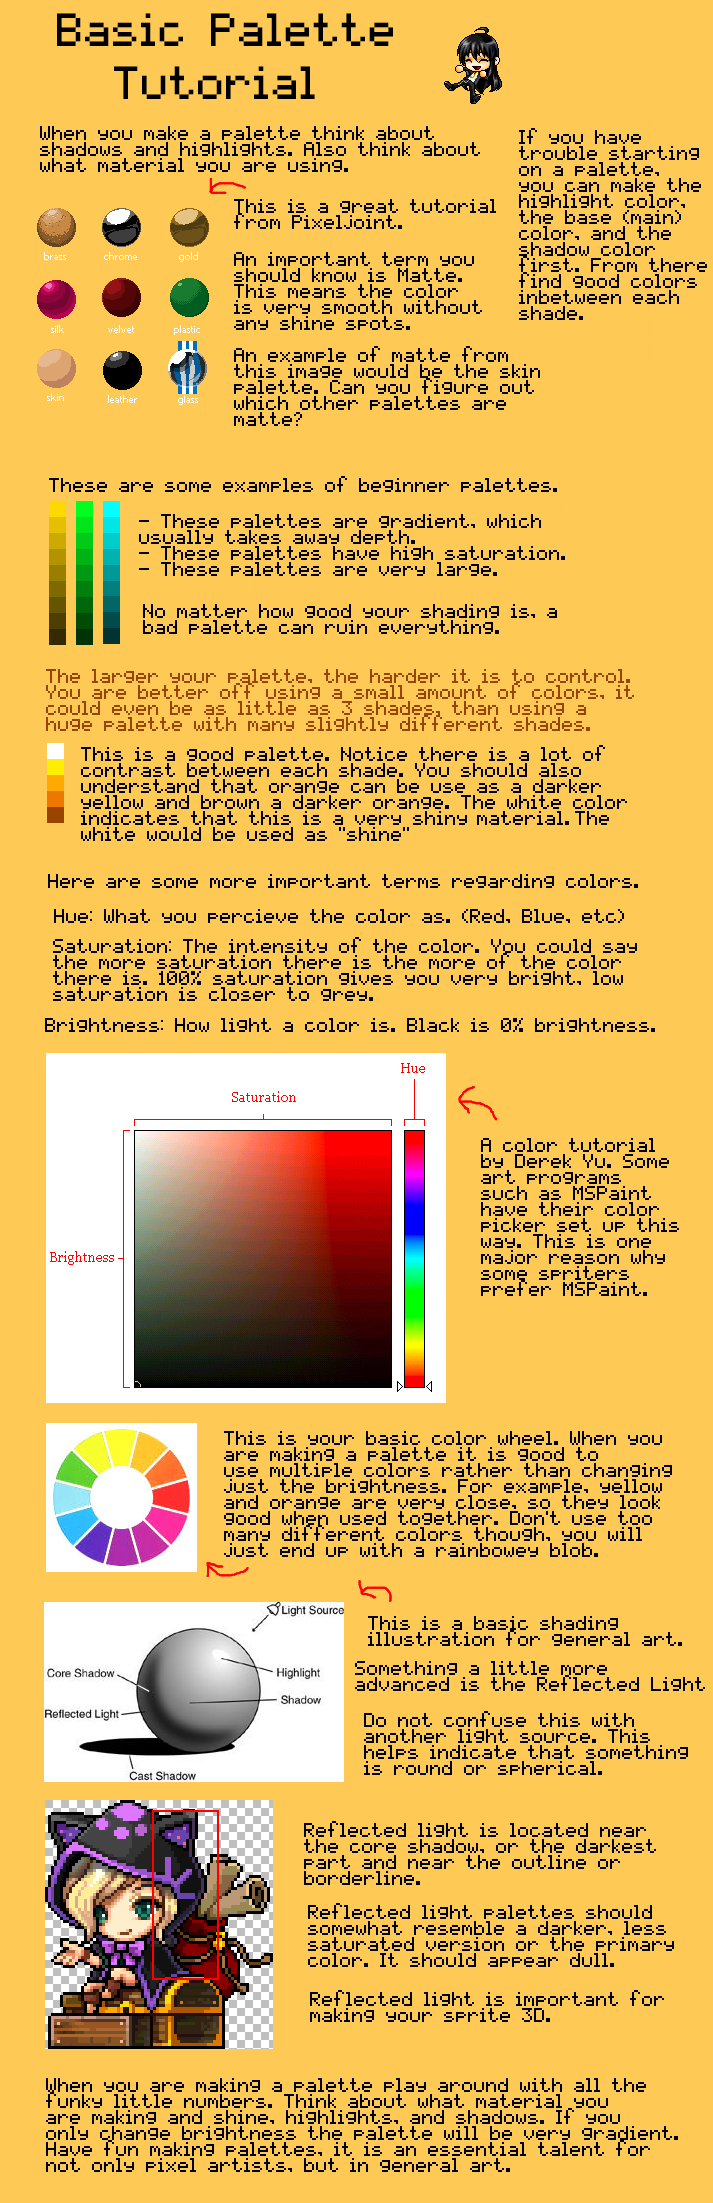 Basic Palette
Tutorial
When you make a palette think about
shadows and highlights. Also think about
what material you are using.
If you have
trouble starting
on a palette,
you can make the
highlight color,
the base (main)
color, and the
shadow color
first. From there
find good colors
inbetween each
shade.
brass
chrome
gold
silk
velvet
plastic
skin
leather
glass
This is a great tutorial
from PixelJoint.
An important term you
should know is Matte.
This means the color
is very smooth without
any shine spots.
An example of matte from
this image would be the skin
palette. Can you figure out
which other palettes are
matte?
These are some examples of beginner palettes.
- These palettes are gradient, which
usually takes away depth.
- These palettes have high saturation.
- These palettes are very large.
No matter how good your shading is, a
bad palette can ruin everything.
The larger your palette, the harder it is to control.
You are better off using a small amount of colors, it
could even be as little as 3 shades, than using a
huge palette with many slightly different shades.
This is a good palette. Notice there is a lot of
contrast between each shade. You should also
understand that orange can be use as a darker
yellow and brown a darker orange. The white color
indicates that this is a very shiny material. The
white would be used as "shine"
Here are some more important terms regarding colors.
Hue: What you percieve the color as. (Red, Blue, etc)
Saturation: The intensity of the color. You could say
the more saturation there is the more of the color
there is. 100% saturation gives you very bright, low
saturation is closer to grey.
Brightness: How light a color is. Black is 0% brightness.
Hue
Saturation
Brightness
A color tutorial
by Derek Yu. Some
art programs
such as MSPaint
have their color
picker set up this
way. This is one
major reason why
some spriters
prefer MSPaint.
This is your basic color wheel. When you
are making a palette it is good to
use multiple colors rather than changing
just the brightness. For example, yellow
and orange are very close, so they look
good when used together. Don't use too
many different colors though, you will
just end up with a rainbowey blob.
Light Source
Core Shadow
Highlight
Shadow
Reflected Light
Cast Shadow
This is a basic shading
illustration for general art.
Something a little more
advanced is the Reflected Light
Do not confuse this with
another light source. This
helps indicate that something
is round or spherical.
Reflected light is located near
the core shadow, or the darkest
part and near the outline or
borderline.
Reflected light palettes should
somewhat resemble a darker, less
saturated version or the primary
color. It should appear dull.
Reflected light is important for
making your sprite 3D.
When you are making a palette play around with all the
funky little numbers. Think about what material you
are making and shine, highlights, and shadows. If you
only change brightness the palette will be very gradient.
Have fun making palettes, it is an essential talent for
not only pixel artists, but in general art.